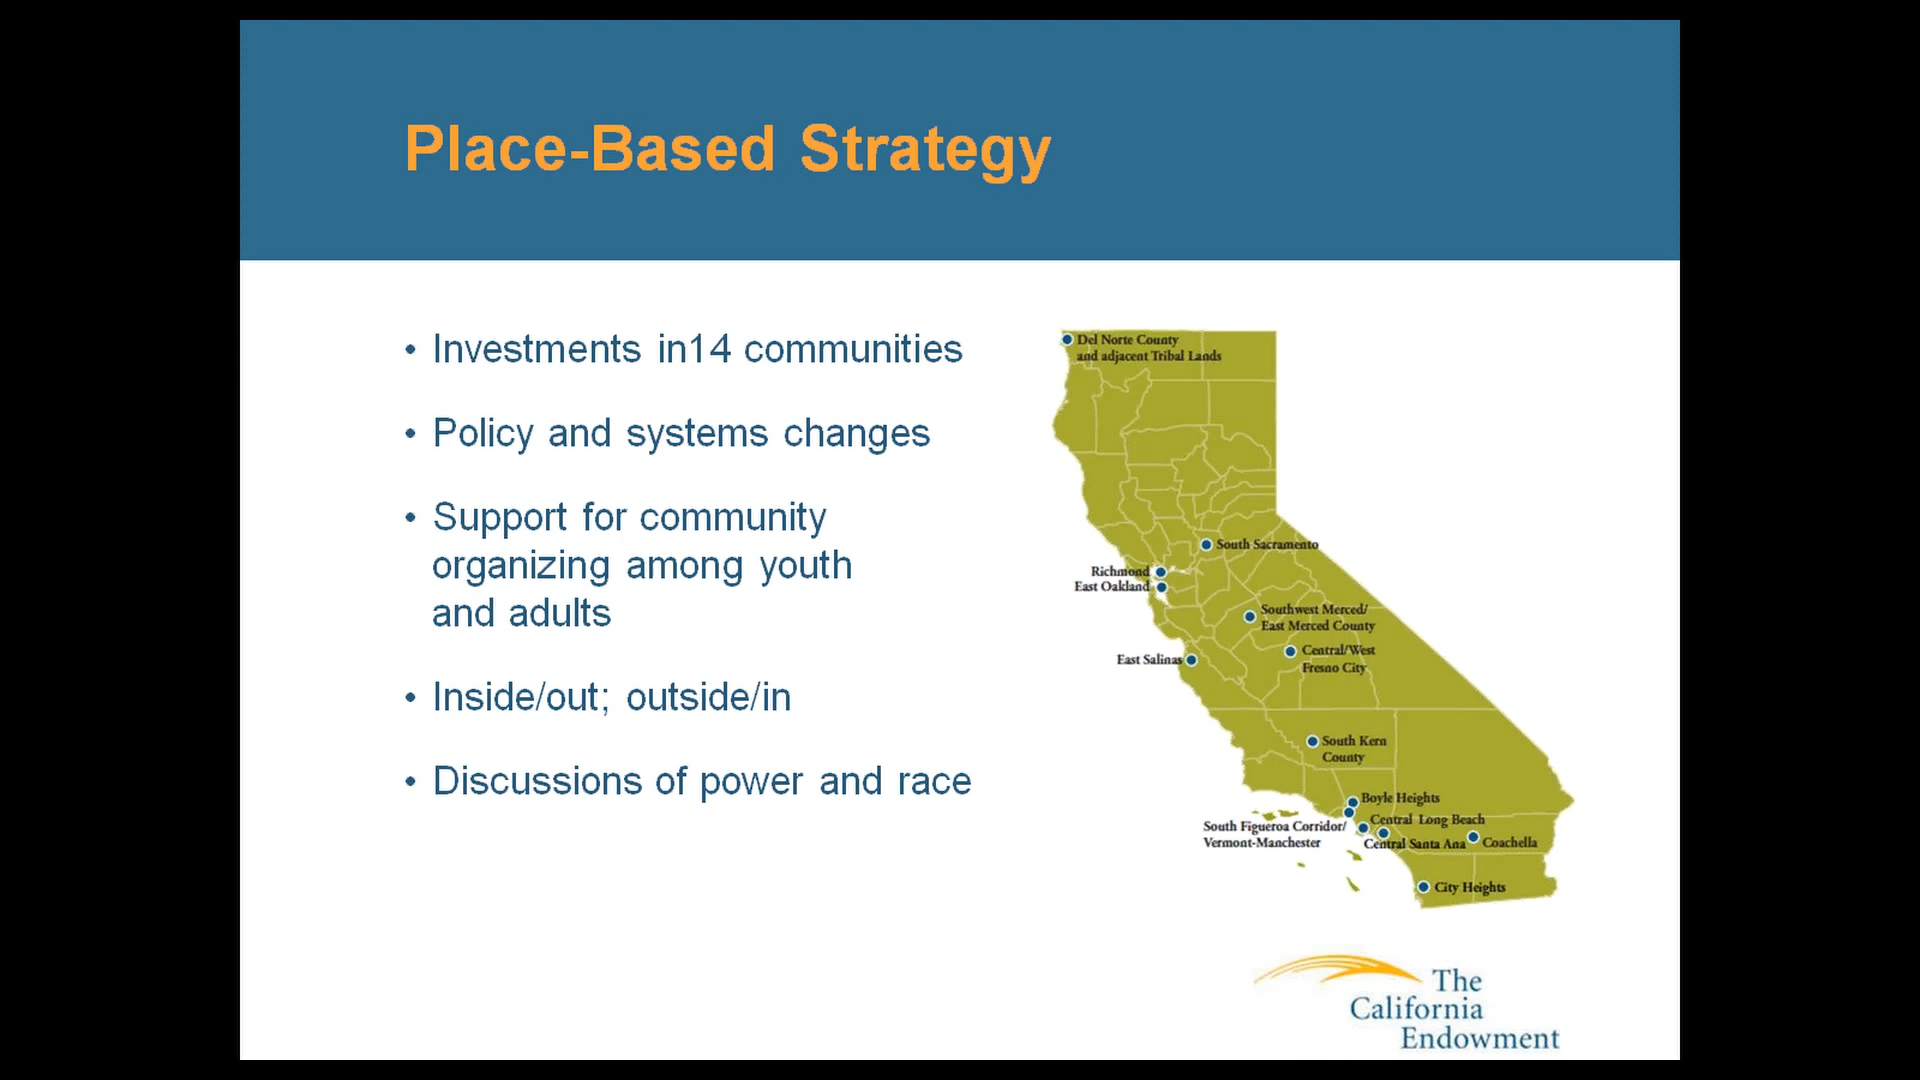 Place-Based Strategy
• Investments in14 communities
• Policy and systems changes
• Support for community
organizing among youth
and adults
• Inside/out; outside/in
• Discussions of power and race
Del Norte County
and adjacent Tribal Lands
South Sacramento
Richmond
East Oakland
Southwest Merced/
East Merced County
Central/West
Fresno City
East Salinas
South Kern
County
Boyle Heights
Central Long Beach
South Figueroa Corridor/
Vermont-Manchester
Central Santa Ana
Coachella
City Heights
The
California
Endowment